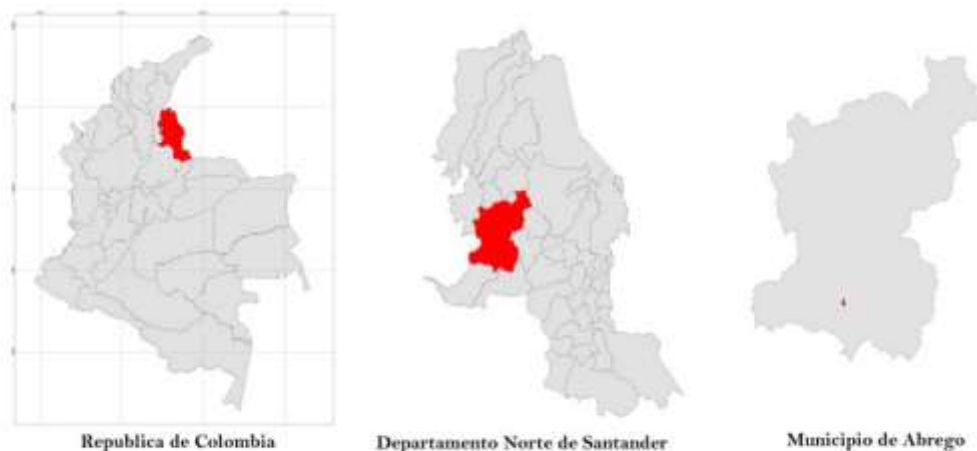 Republica de Colombia
Departamento Norte de Santander
Municipio de Abrego